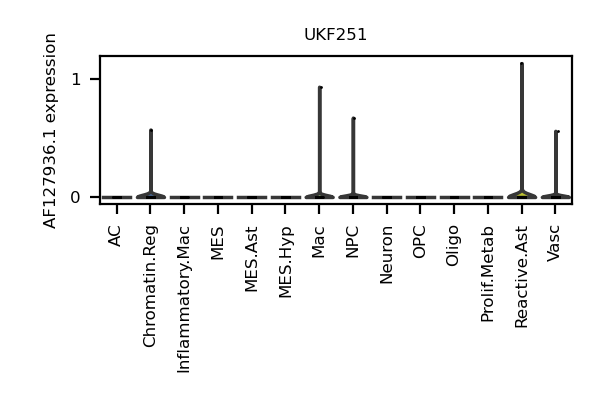 UKF251
AF127936.1 expression
1
0
AC
Chromatin.Reg
Inflammatory.Mac
MES
MES.Ast
MES.Hyp
Mac
NPC
Neuron
OPC
Oligo
Prolif.Metab
Reactive.Ast
Vasc